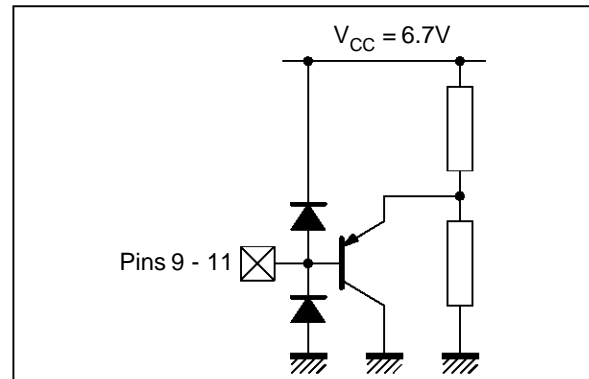 V_CC = 6.7V
Pins 9 - 11